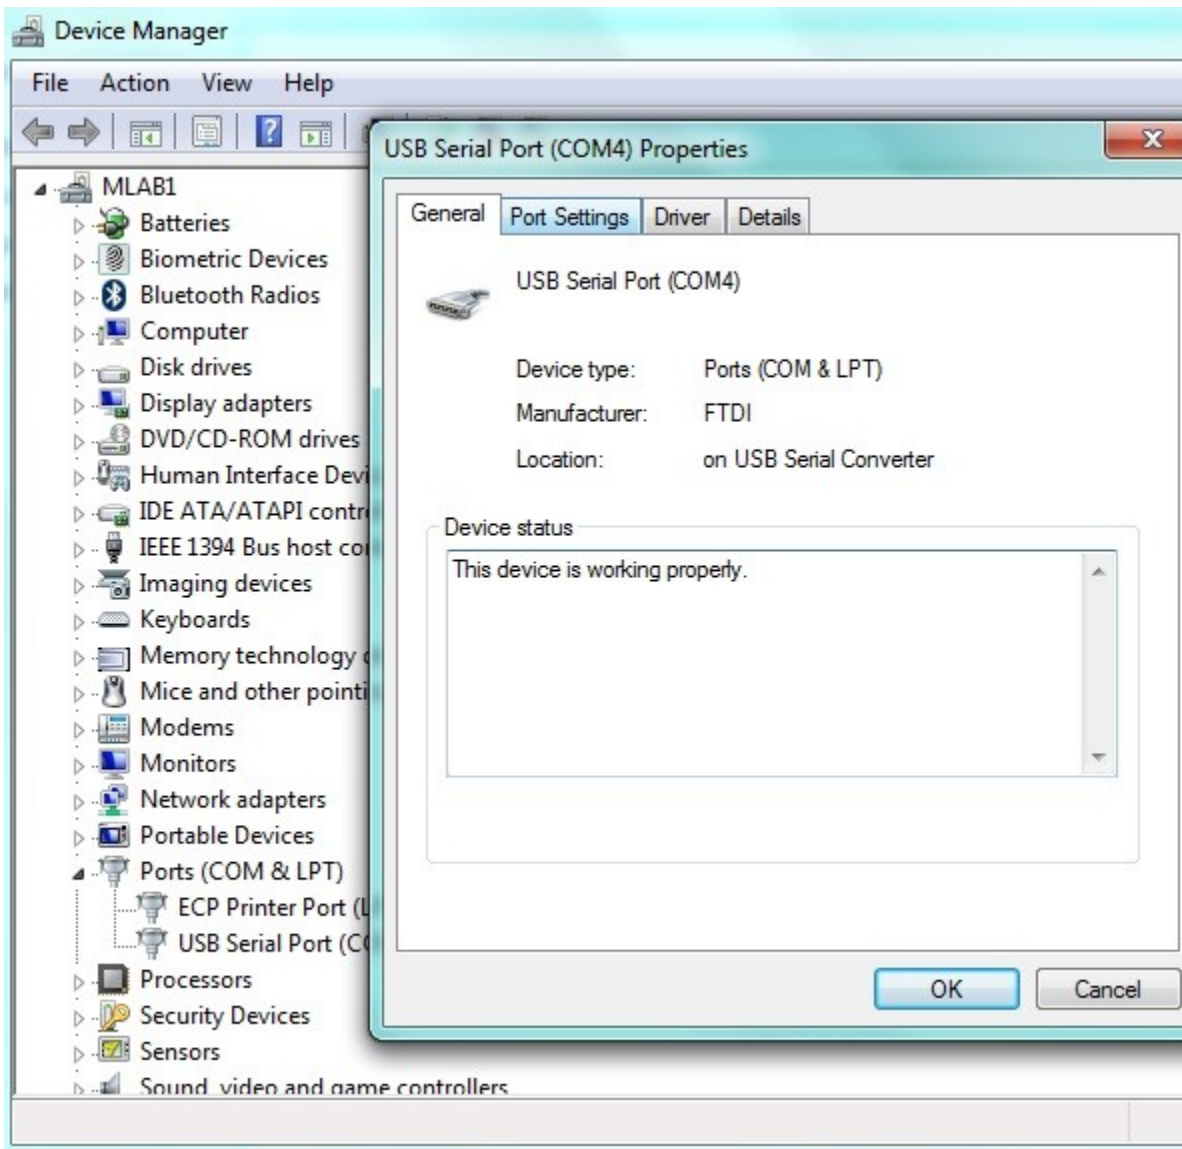 Device Manager
File Action View Help
USB Serial Port (COM4) Properties
MLAB1
Batteries
Biometric Devices
Bluetooth Radios
Computer
Disk drives
Display adapters
DVD/CD-ROM drives
Human Interface Devi
IDE ATA/ATAPI contr
IEEE 1394 Bus host co
Imaging devices
Keyboards
Memory technology
Mice and other pointi
Modems
Monitors
Network adapters
Portable Devices
Ports (COM & LPT)
ECP Printer Port (L
USB Serial Port (CO
Processors
Security Devices
Sensors
Sound, video and game controllers
General Port Settings Driver Details
USB Serial Port (COM4)
Device type: Ports (COM & LPT)
Manufacturer: FTDI
Location: on USB Serial Converter
Device status
This device is working properly.
OK Cancel